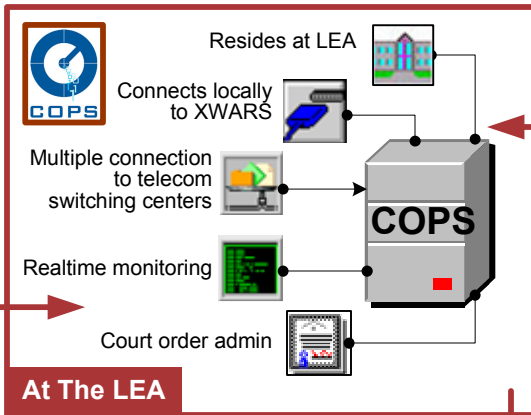 COPS
Resides at LEA
Connects locally
to XWARS
Multiple connection
to telecom
switching centers
COPS
Realtime monitoring
Court order admin
At The LEA